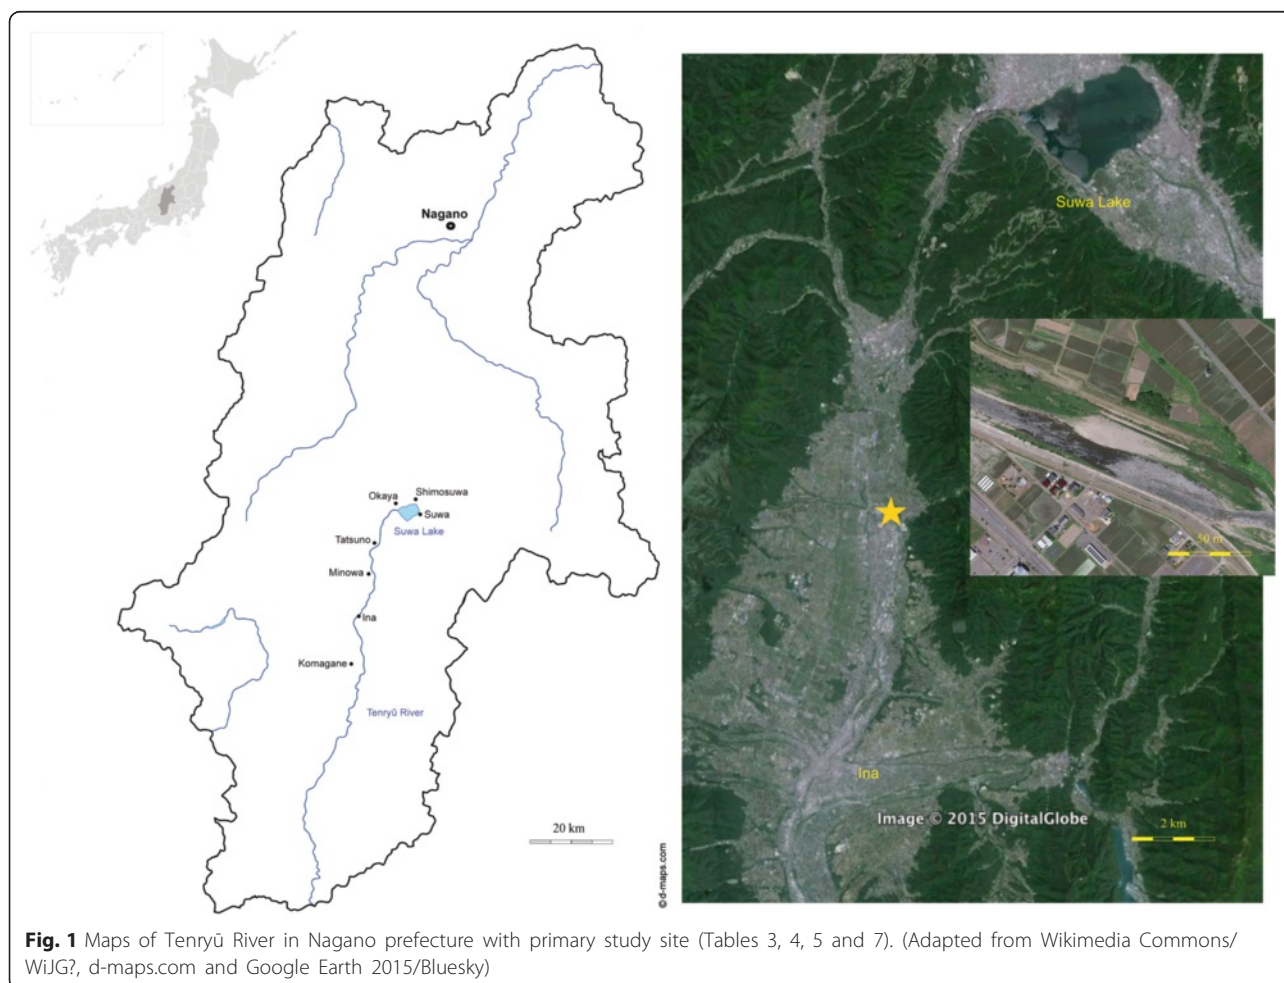 Nagano
Okaya
Shimosuwa
Suwa
Suwa Lake
Tatsuno
Minowa
Ina
Komagane
Tenryū River
20 km
© d-maps.com
Suwa Lake
50 m
Ina
Image © 2015 DigitalGlobe
2 km
Fig. 1 Maps of Tenryū River in Nagano prefecture with primary study site (Tables 3, 4, 5 and 7). (Adapted from Wikimedia Commons/
WiJG?, d-maps.com and Google Earth 2015/Bluesky)